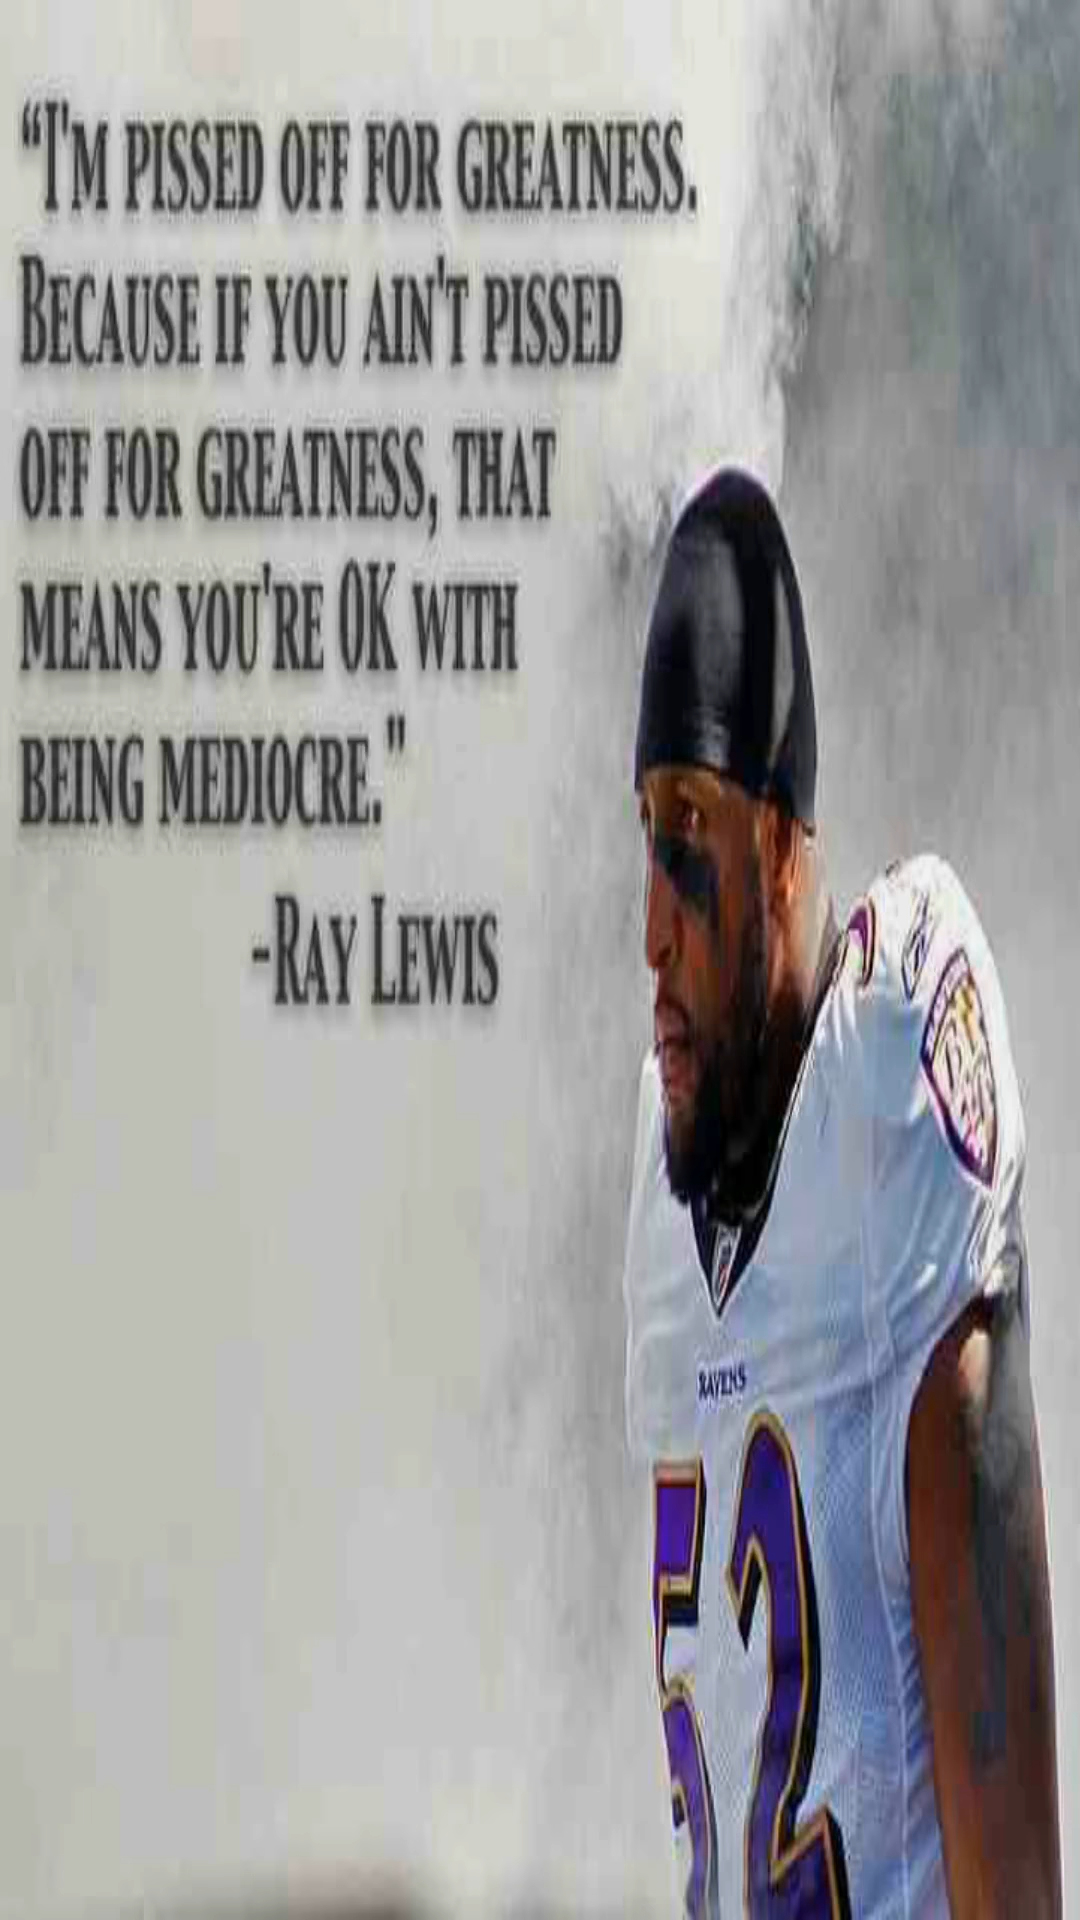 “I'm pissed off for greatness.
Because if you ain't pissed
off for greatness, that
means you're OK with
being mediocre."
-Ray Lewis
RAVENS
52